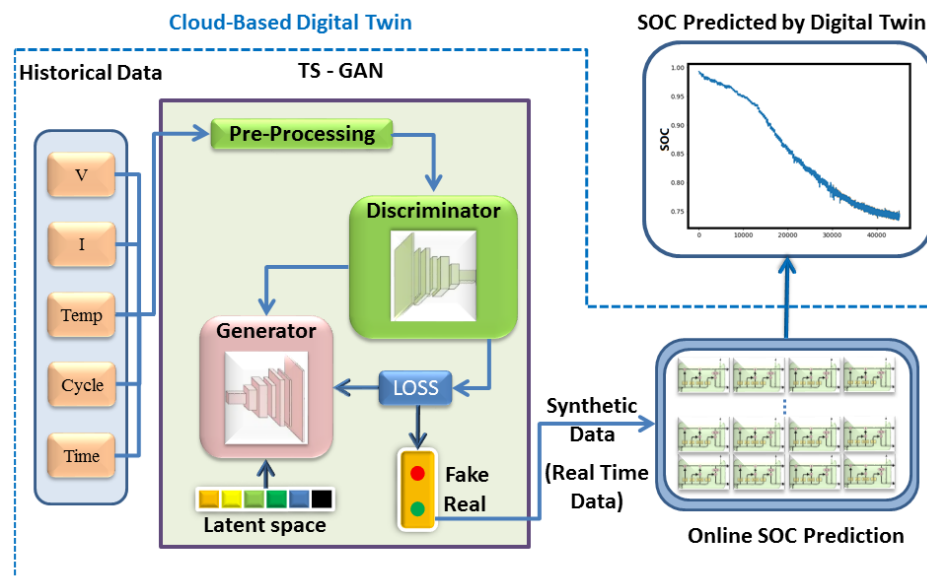 Cloud-Based Digital Twin
SOC Predicted by Digital Twin
Historical Data
TS - GAN
V
I
Temp
Cycle
Time
Pre-Processing
Discriminator
Generator
LOSS
Fake
Real
Latent space
Synthetic
Data
(Real Time
Data)
1.00
0.95
0.90
0.85
0.80
0.75
SOC
0
10000
20000
30000
40000
Online SOC Prediction